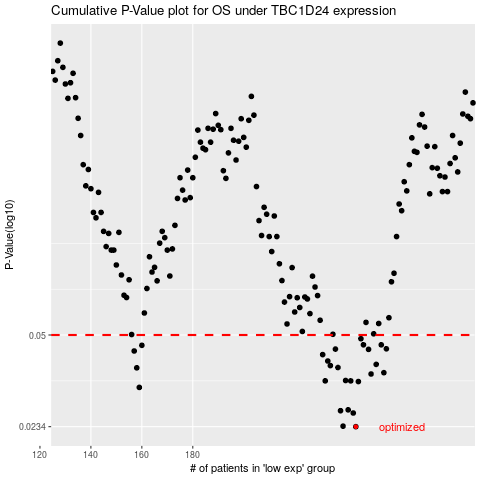 Cumulative P-Value plot for OS under TBC1D24 expression
P-Value(log10)
0.05
0.0234
optimized
120 140 160 180
# of patients in 'low exp' group